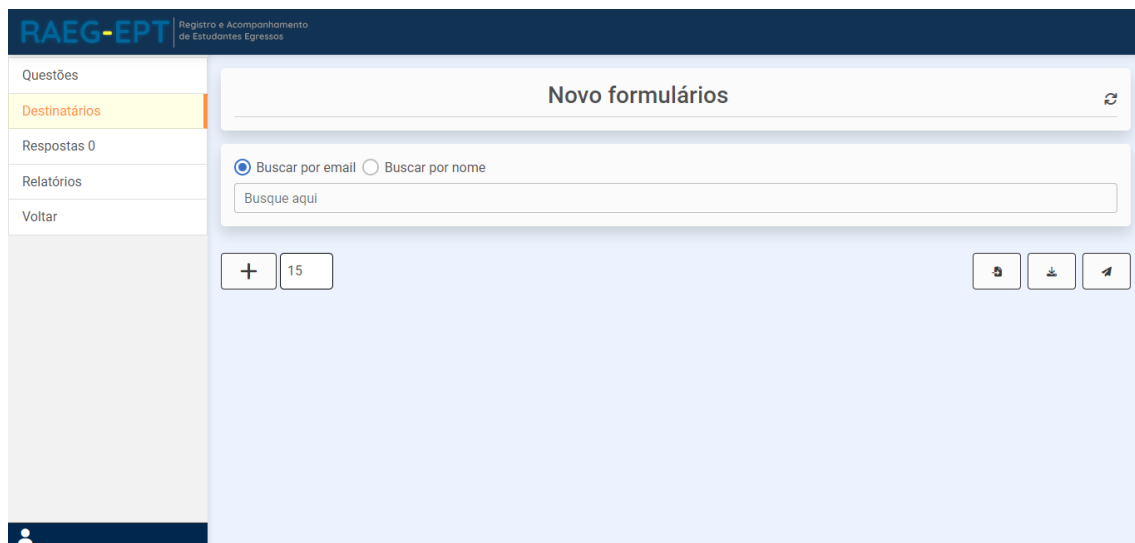 RAEG-EPT
Registro e Acompanhamento
de Estudantes Egressos
Questões
Destinatários
Respostas 0
Relatórios
Voltar
Novo formulários
Buscar por email Buscar por nome
Busque aqui
15